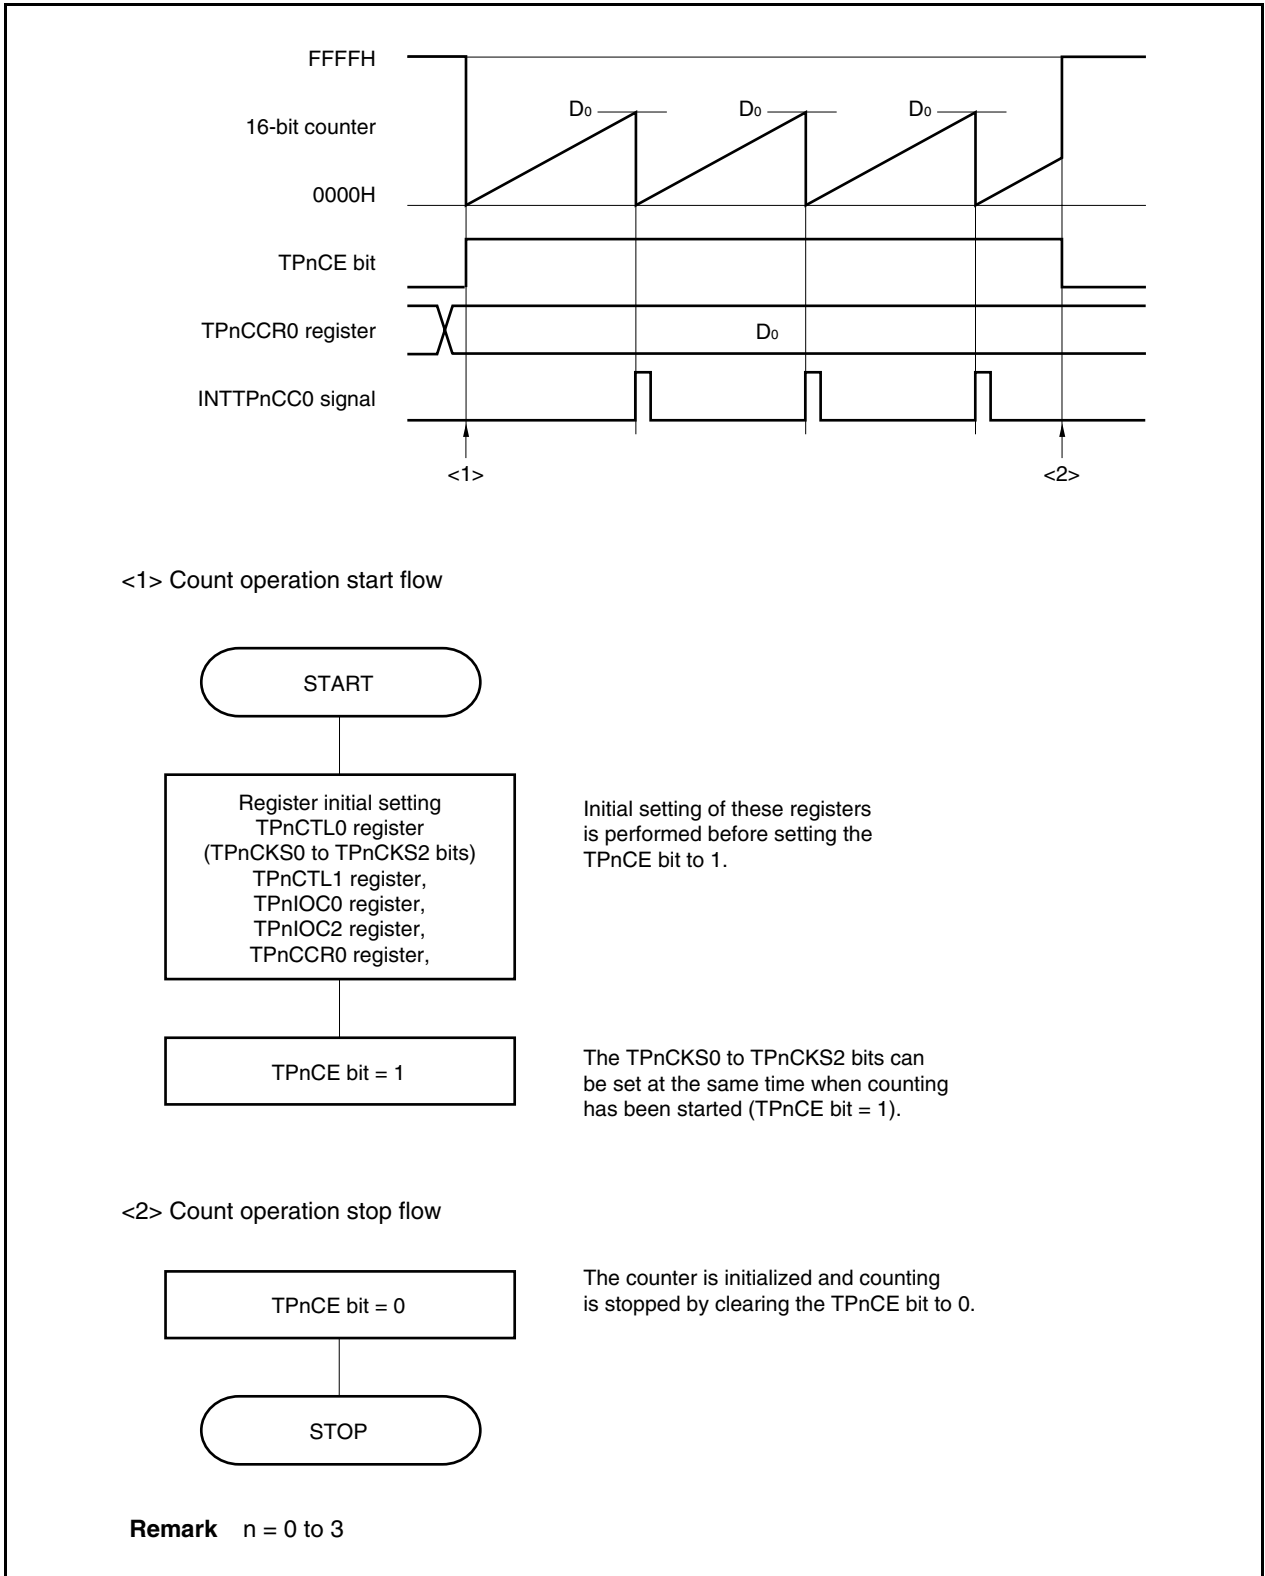 FFFFH
D0 D0 D0
16-bit counter
0000H
TPnCE bit
TPnCCR0 register D0
INTTPnCC0 signal
<1> <2>
<1> Count operation start flow
START
Register initial setting
TPnCTL0 register
(TPnCKS0 to TPnCKS2 bits)
TPnCTL1 register,
TPnIOC0 register,
TPnIOC2 register,
TPnCCR0 register,
Initial setting of these registers
is performed before setting the
TPnCE bit to 1.
TPnCE bit = 1
The TPnCKS0 to TPnCKS2 bits can
be set at the same time when counting
has been started (TPnCE bit = 1).
<2> Count operation stop flow
TPnCE bit = 0
The counter is initialized and counting
is stopped by clearing the TPnCE bit to 0.
STOP
Remark n = 0 to 3